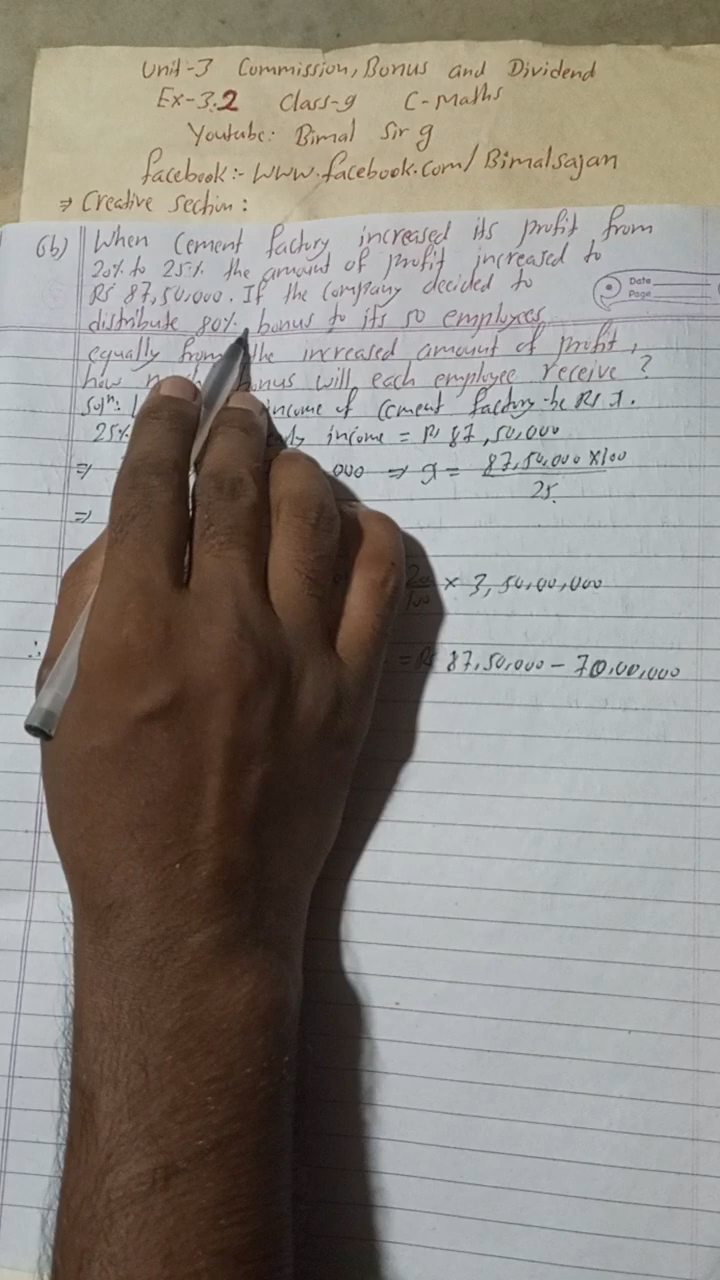 Unit-3 Commission, Bonus and Dividend
Ex-3.2 Class-9 C-Maths
Youtube: Bimal Sir g
facebook:- www.facebook.com/Bimalsajan
⇒ Creative section:
6b) When cement factory increased its profit from
20% to 25% the amount of profit increased to
Rs 87,50,000. If the company decided to
Date
Page
distribute 80% bonus to its 50 employees
equally from the increased amount of profit,
how bonus will each employee receive?
Soln: income of cement factory be Rs x.
25% income = Rs 87,50,000
⇒ 000 ⇒ x = 87,50,000 × 100 / 25
⇒
20/100 × 3,50,00,000
∴ = Rs 87,50,000 - 70,00,000